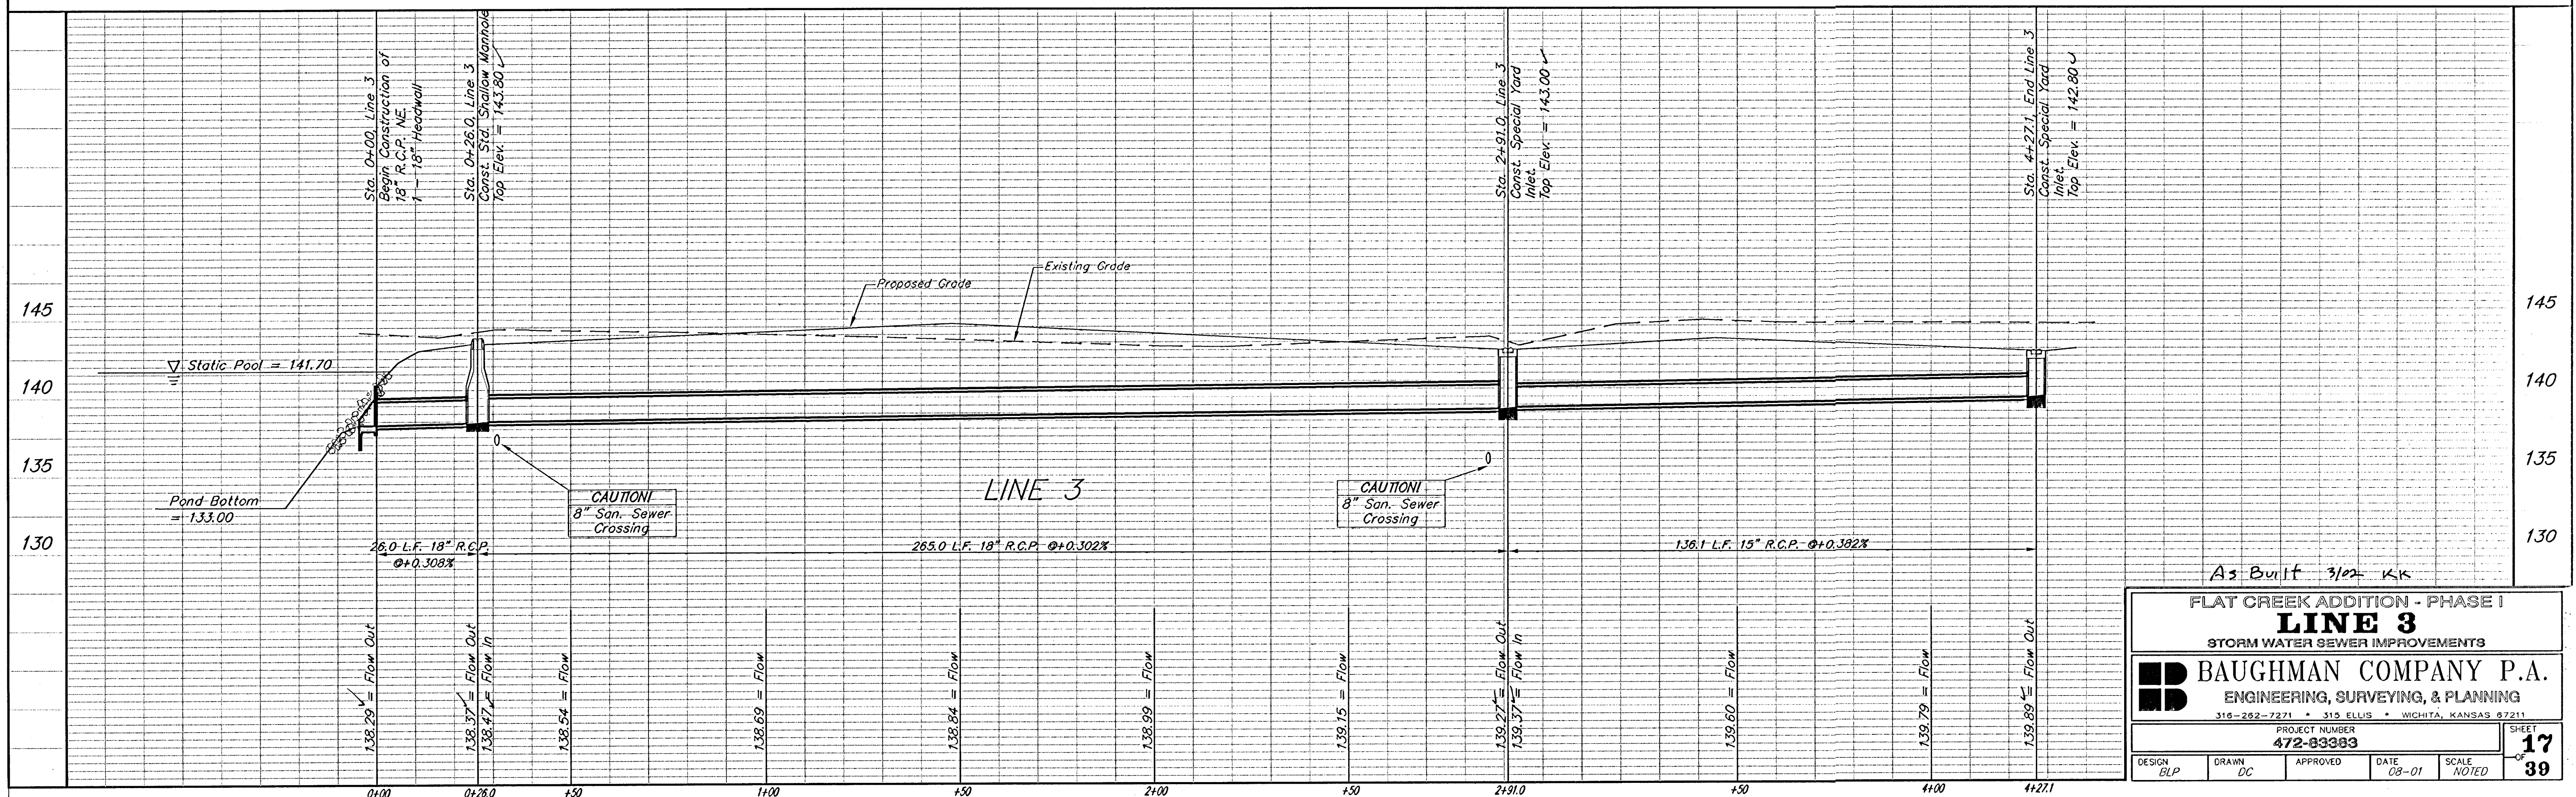 Sta. 0+00, Line 3
Begin Construction of
18" R.C.P. NE.
1 - 18" Headwall
Sta. 0+26.0, Line 3
Const. Std. Shallow Manhole
Top Elev. = 143.80
Sta. 2+91.0, Line 3
Const. Special Yard
Inlet.
Top Elev. = 143.00
Sta. 4+27.1, End Line 3
Const. Special Yard
Inlet.
Top Elev. = 142.80
Existing Grade
Proposed Grade
145
145
Static Pool = 141.70
140
140
135
135
Pond Bottom
= 133.00
CAUTION!
8" San. Sewer
Crossing
LINE 3
CAUTION!
8" San. Sewer
Crossing
130
130
26.0 L.F. 18" R.C.P.
@+0.308%
265.0 L.F. 18" R.C.P. @+0.302%
136.1 L.F. 15" R.C.P. @+0.382%
As Built 3/02 KK
138.29 = Flow Out
138.37 = Flow Out
138.47 = Flow In
138.54 = Flow
138.69 = Flow
138.84 = Flow
138.99 = Flow
139.15 = Flow
139.27 = Flow Out
139.37 = Flow In
139.60 = Flow
139.79 = Flow
139.89 = Flow Out
0+00
0+26.0
+50
1+00
+50
2+00
+50
2+91.0
+50
4+00
4+27.1
FLAT CREEK ADDITION - PHASE I
LINE 3
STORM WATER SEWER IMPROVEMENTS
BAUGHMAN COMPANY P.A.
ENGINEERING, SURVEYING, & PLANNING
316-262-7271 * 315 ELLIS * WICHITA, KANSAS 67211
PROJECT NUMBER
472-83383
SHEET
17
OF
39
DESIGN
BLP
DRAWN
DC
APPROVED
DATE
08-01
SCALE
NOTED